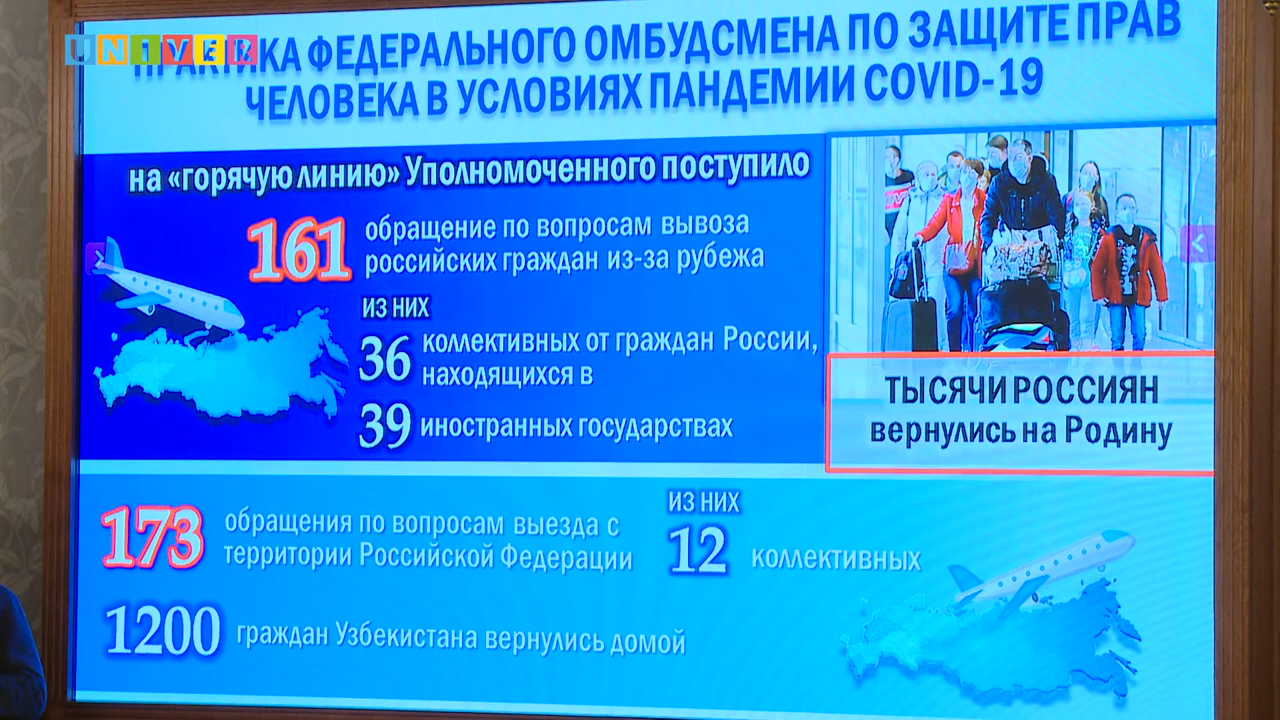 UNIVER
ПРАКТИКА ФЕДЕРАЛЬНОГО ОМБУДСМЕНА ПО ЗАЩИТЕ ПРАВ
ЧЕЛОВЕКА В УСЛОВИЯХ ПАНДЕМИИ COVID-19
на «горячую линию» Уполномоченного поступило
161 обращение по вопросам вывоза
российских граждан из-за рубежа
из них
36 коллективных от граждан России,
находящихся в
39 иностранных государствах
ТЫСЯЧИ РОССИЯН
вернулись на Родину
173 обращения по вопросам выезда с
территории Российской Федерации
из них
12 коллективных
1200 граждан Узбекистана вернулись домой